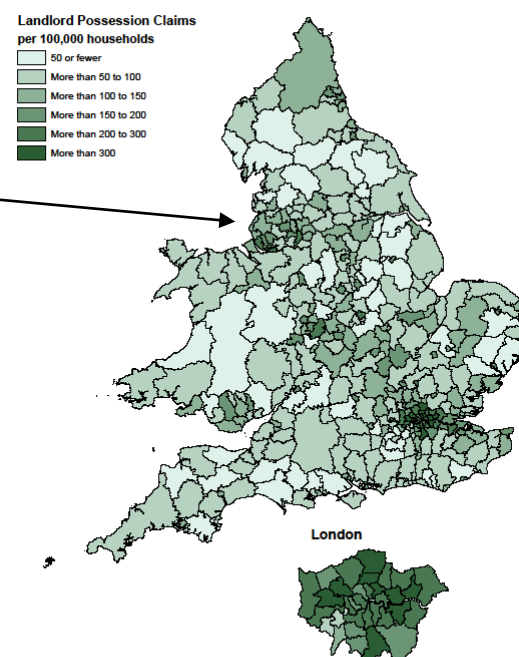 Landlord Possession Claims
per 100,000 households
50 or fewer
More than 50 to 100
More than 100 to 150
More than 150 to 200
More than 200 to 300
More than 300
London